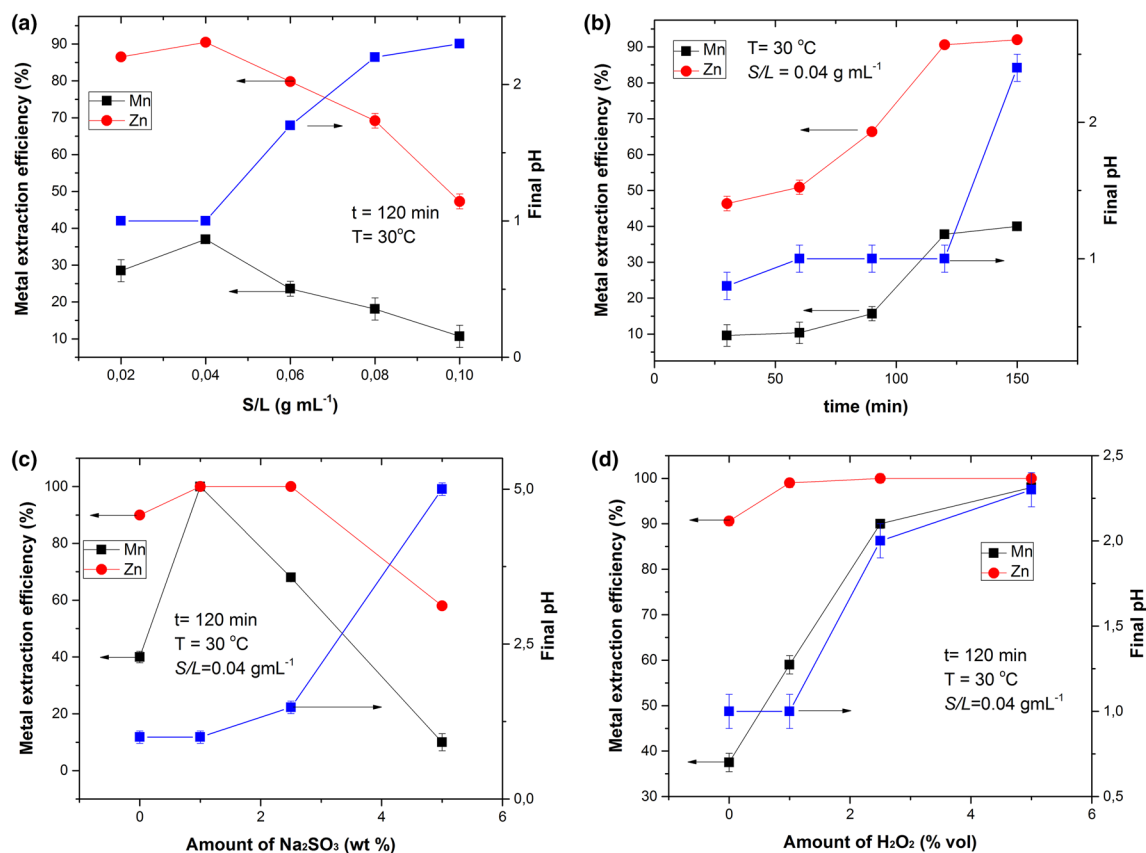 (a)
Metal extraction efficiency (%)
90
80
70
60
50
40
30
20
10
Mn
Zn
t = 120 min
T= 30°C
2
1
0
Final pH
0,02 0,04 0,06 0,08 0,10
S/L (g mL⁻¹)
(b)
Metal extraction efficiency (%)
90
80
70
60
50
40
30
20
10
Mn
Zn
T= 30 °C
S/L = 0.04 g mL⁻¹
2
1
Final pH
0 50 100 150
time (min)
(c)
Metal extraction efficiency (%)
100
80
60
40
20
0
Mn
Zn
t= 120 min
T = 30 °C
S/L=0.04 gmL⁻¹
5,0
2,5
0,0
Final pH
0 2 4 6
Amount of Na₂SO₃ (wt %)
(d)
Metal extraction efficiency (%)
100
90
80
70
60
50
40
30
Mn
Zn
t= 120 min
T = 30 °C
S/L=0.04 gmL⁻¹
2,5
2,0
1,5
1,0
0,5
Final pH
0 2 4 6
Amount of H₂O₂ (% vol)